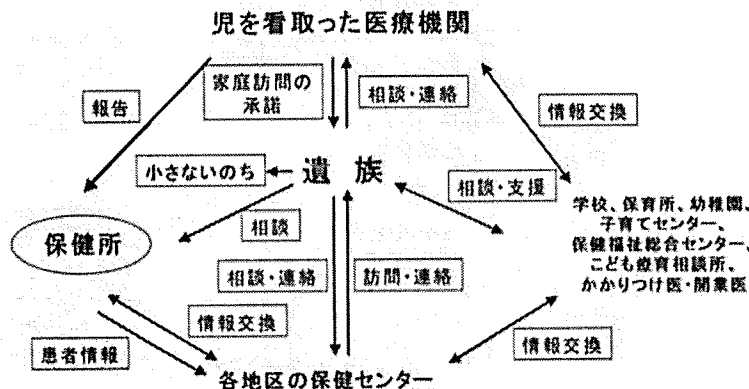 児を看取った医療機関
報告
家庭訪問の
承諾
相談・連絡
情報交換
小さないのち
遺族
相談・支援
学校、保育所、幼稚園、
子育てセンター、
保健福祉総合センター、
こども療育相談所、
かかりつけ医・開業医
保健所
相談
相談・連絡
訪問・連絡
情報交換
患者情報
情報交換
各地区の保健センター